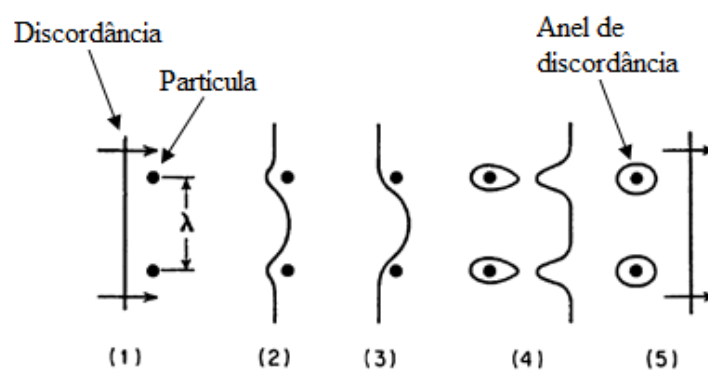 Discordância
Partícula
Anel de
discordância
λ
(1)
(2)
(3)
(4)
(5)